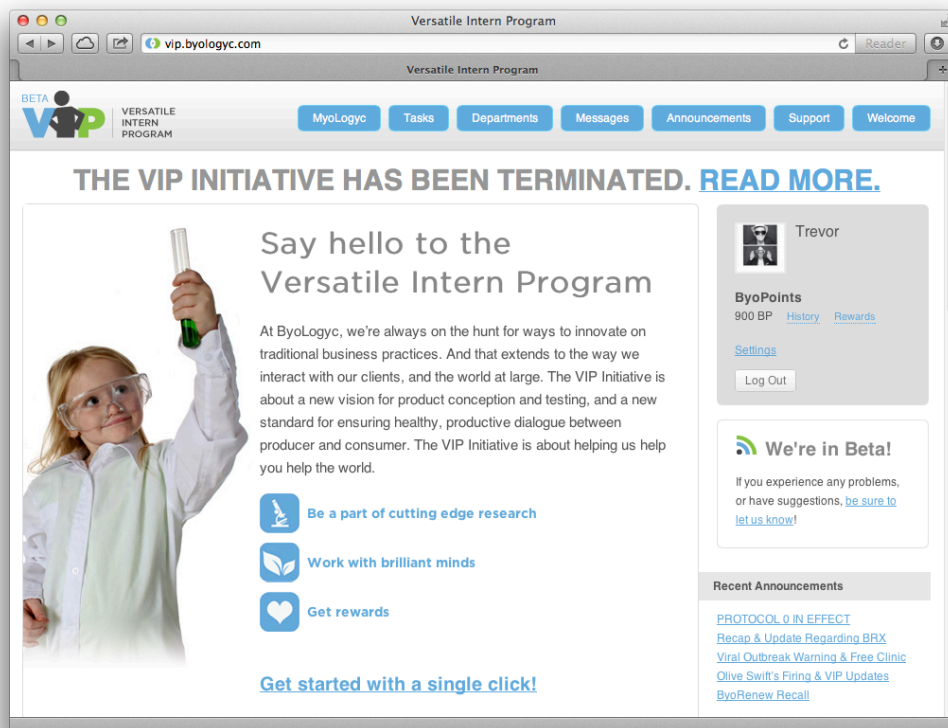 Versatile Intern Program
vip.byologyc.com
Reader
Versatile Intern Program
BETA
VIP
VERSATILE
INTERN
PROGRAM
MyoLogyc
Tasks
Departments
Messages
Announcements
Support
Welcome
THE VIP INITIATIVE HAS BEEN TERMINATED. READ MORE.
Say hello to the
Versatile Intern Program
At ByoLogyc, we're always on the hunt for ways to innovate on
traditional business practices. And that extends to the way we
interact with our clients, and the world at large. The VIP Initiative is
about a new vision for product conception and testing, and a new
standard for ensuring healthy, productive dialogue between
producer and consumer. The VIP Initiative is about helping us help
you help the world.
Be a part of cutting edge research
Work with brilliant minds
Get rewards
Get started with a single click!
Trevor
ByoPoints
900 BP History Rewards
Settings
Log Out
We're in Beta!
If you experience any problems,
or have suggestions, be sure to
let us know!
Recent Announcements
PROTOCOL 0 IN EFFECT
Recap & Update Regarding BRX
Viral Outbreak Warning & Free Clinic
Olive Swift's Firing & VIP Updates
ByoRenew Recall